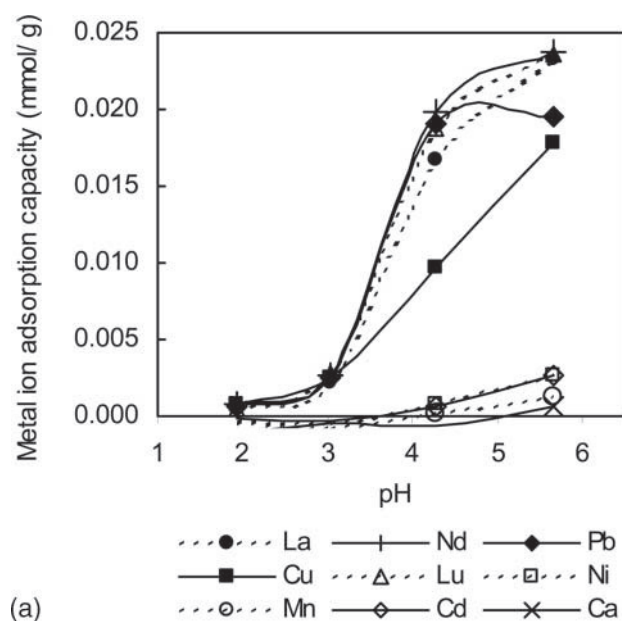 Metal ion adsorption capacity (mmol/ g)
0.025
0.020
0.015
0.010
0.005
0.000
1 2 3 4 5 6
pH
La Nd Pb
Cu Lu Ni
Mn Cd Ca
(a)